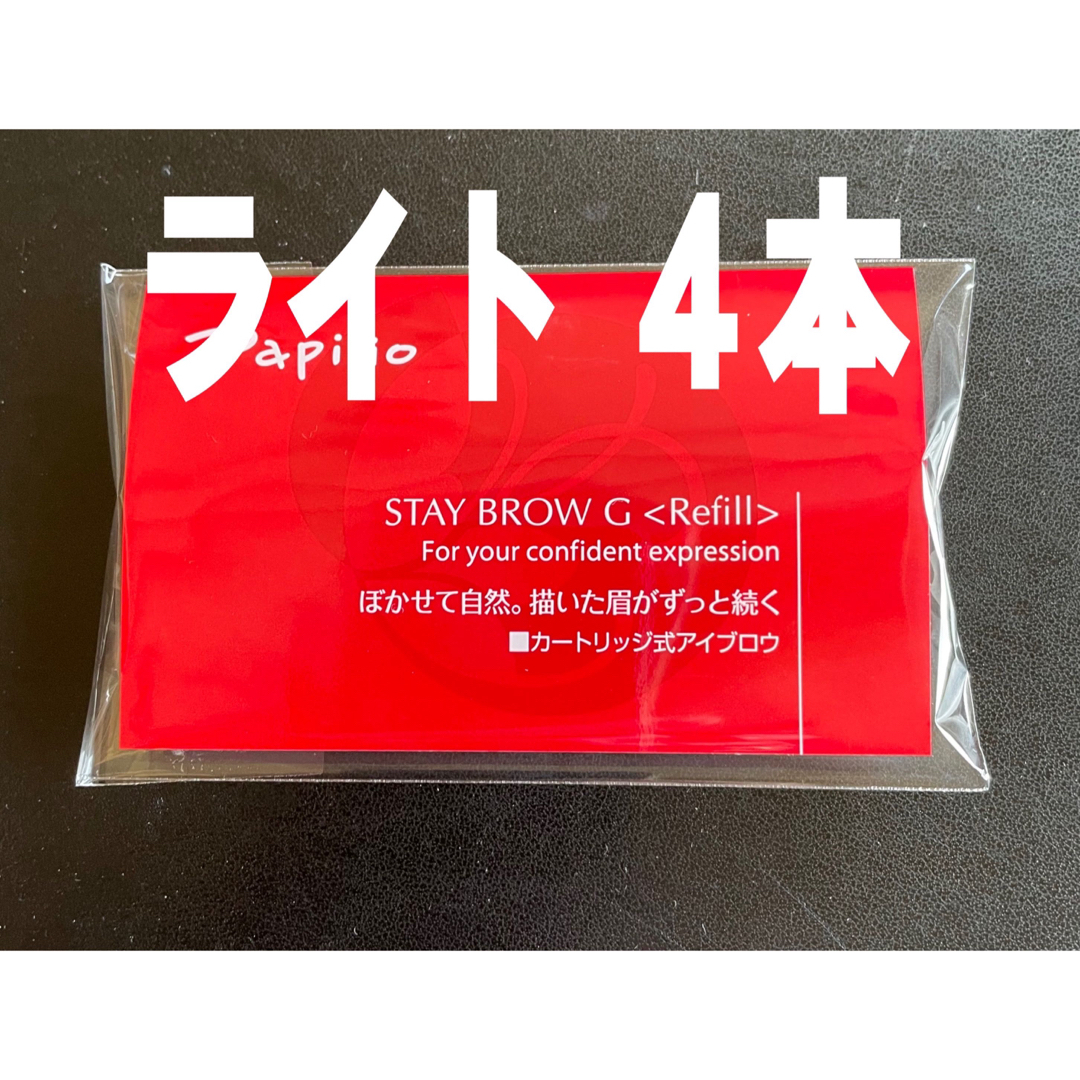 ライト 4本
Papilio
STAY BROW G <Refill>
For your confident expression
ぼかせて自然。描いた眉がずっと続く
■カートリッジ式アイブロウ